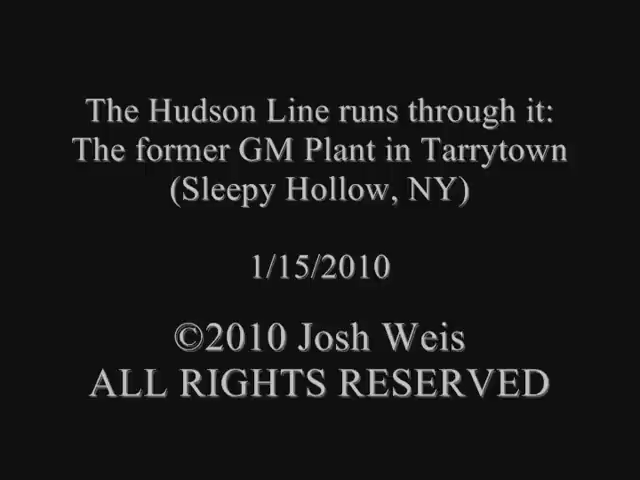 The Hudson Line runs through it:
The former GM Plant in Tarrytown
(Sleepy Hollow, NY)
1/15/2010
©2010 Josh Weis
ALL RIGHTS RESERVED